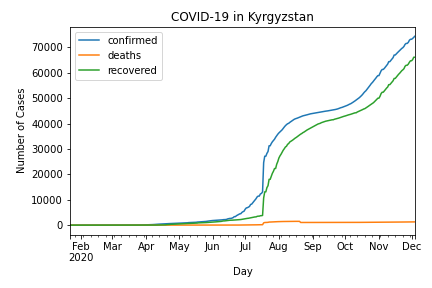 COVID-19 in Kyrgyzstan
confirmed
deaths
recovered
Number of Cases
70000
60000
50000
40000
30000
20000
10000
0
Feb Mar Apr May Jun Jul Aug Sep Oct Nov Dec
2020
Day